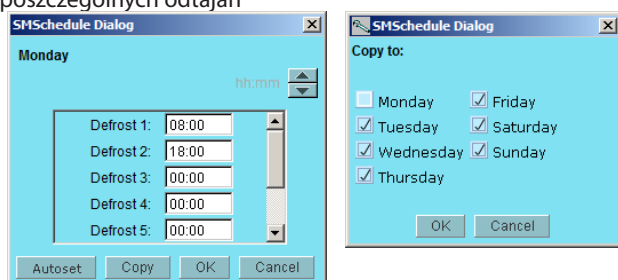 poszczególnych odtajań
SMSchedule Dialog
Monday
hh:mm
Defrost 1: 08:00
Defrost 2: 18:00
Defrost 3: 00:00
Defrost 4: 00:00
Defrost 5: 00:00
Autoset Copy OK Cancel
SMSchedule Dialog
Copy to:
Monday Friday
Tuesday Saturday
Wednesday Sunday
Thursday
OK Cancel